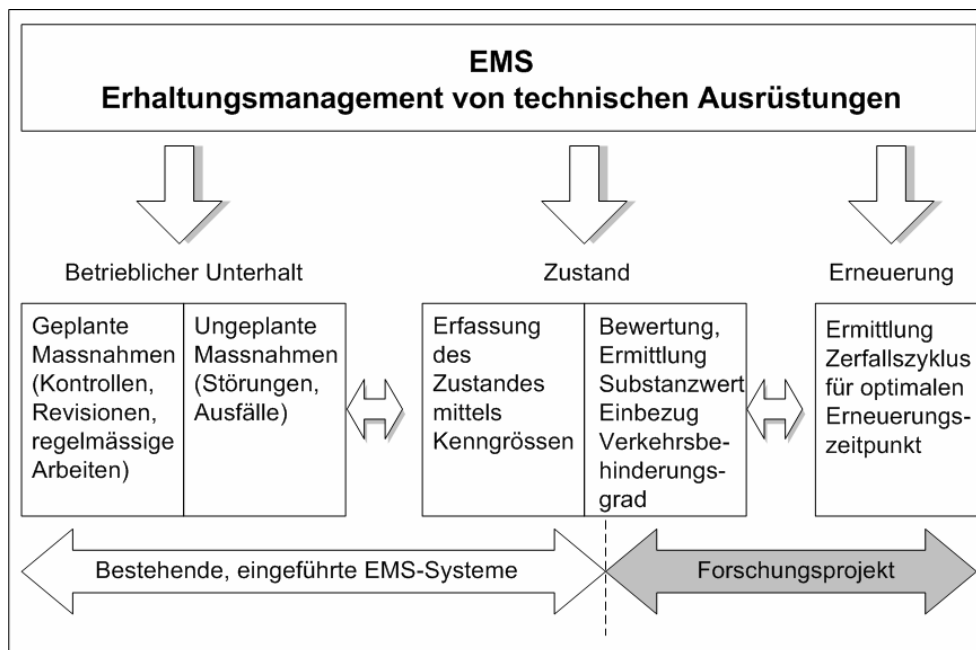 EMS
Erhaltungsmanagement von technischen Ausrüstungen
Betrieblicher Unterhalt
Zustand
Erneuerung
Geplante
Massnahmen
(Kontrollen,
Revisionen,
regelmässige
Arbeiten)
Ungeplante
Massnahmen
(Störungen,
Ausfälle)
Erfassung
des
Zustandes
mittels
Kenngrössen
Bewertung,
Ermittlung
Substanzwert
Einbezug
Verkehrsbe-
hinderungs-
grad
Ermittlung
Zerfallszyklus
für optimalen
Erneuerungs-
zeitpunkt
Bestehende, eingeführte EMS-Systeme
Forschungsprojekt